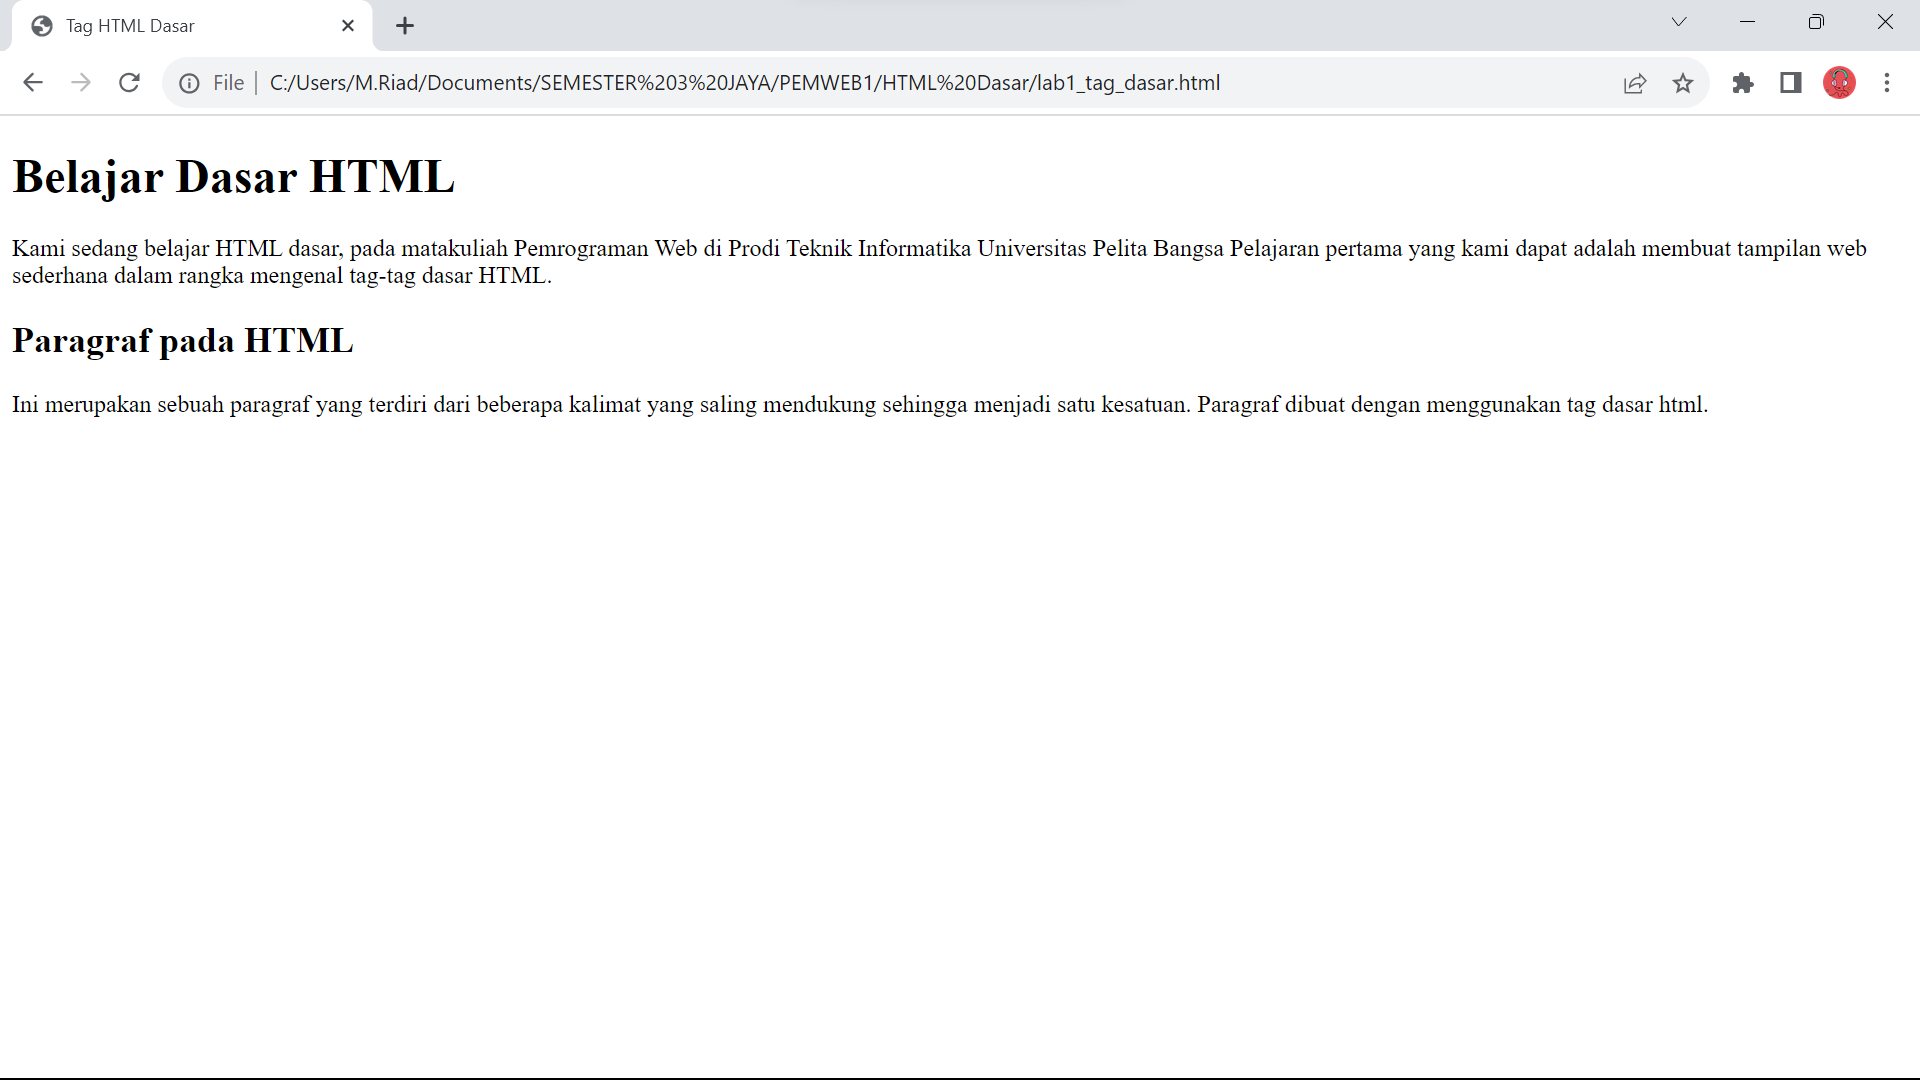 Tag HTML Dasar
File
C:/Users/M.Riad/Documents/SEMESTER%203%20JAYA/PEMWEB1/HTML%20Dasar/lab1_tag_dasar.html
Belajar Dasar HTML
Kami sedang belajar HTML dasar, pada matakuliah Pemrograman Web di Prodi Teknik Informatika Universitas Pelita Bangsa Pelajaran pertama yang kami dapat adalah membuat tampilan web
sederhana dalam rangka mengenal tag-tag dasar HTML.
Paragraf pada HTML
Ini merupakan sebuah paragraf yang terdiri dari beberapa kalimat yang saling mendukung sehingga menjadi satu kesatuan. Paragraf dibuat dengan menggunakan tag dasar html.